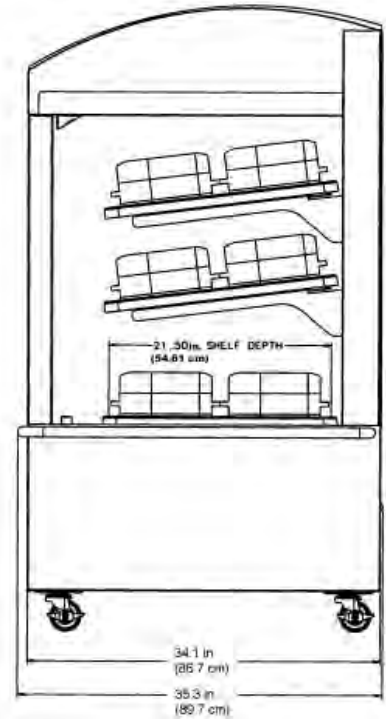 21.50in. SHELF DEPTH
(54.61 cm)
34.1 in
(86.7 cm)
35.3 in
(89.7 cm)